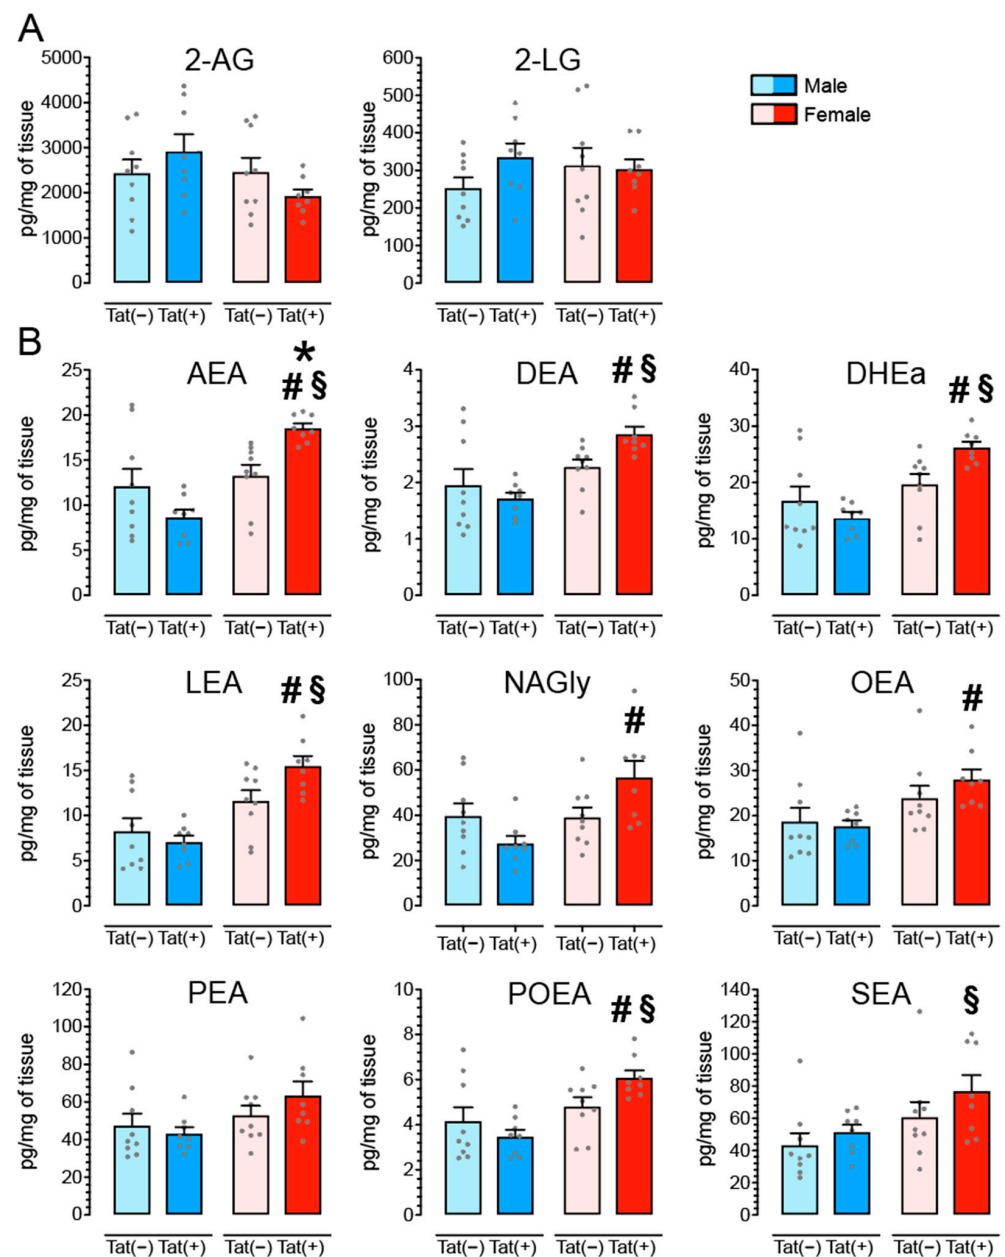 A
2-AG
2-LG
Male
Female
pg/mg of tissue
5000
4000
3000
2000
1000
0
Tat(−) Tat(+) Tat(−) Tat(+)
pg/mg of tissue
600
500
400
300
200
100
0
Tat(−) Tat(+) Tat(−) Tat(+)
B
AEA
*
# §
pg/mg of tissue
25
20
15
10
5
0
Tat(−) Tat(+) Tat(−) Tat(+)
DEA
# §
pg/mg of tissue
4
3
2
1
0
Tat(−) Tat(+) Tat(−) Tat(+)
DHEa
# §
pg/mg of tissue
40
30
20
10
0
Tat(−) Tat(+) Tat(−) Tat(+)
LEA
# §
pg/mg of tissue
25
20
15
10
5
0
Tat(−) Tat(+) Tat(−) Tat(+)
NAGly
#
pg/mg of tissue
100
80
60
40
20
0
Tat(−) Tat(+) Tat(−) Tat(+)
OEA
#
pg/mg of tissue
50
40
30
20
10
0
Tat(−) Tat(+) Tat(−) Tat(+)
PEA
pg/mg of tissue
120
100
80
60
40
20
0
Tat(−) Tat(+) Tat(−) Tat(+)
POEA
# §
pg/mg of tissue
10
8
6
4
2
0
Tat(−) Tat(+) Tat(−) Tat(+)
SEA
§
pg/mg of tissue
140
120
100
80
60
40
20
0
Tat(−) Tat(+) Tat(−) Tat(+)